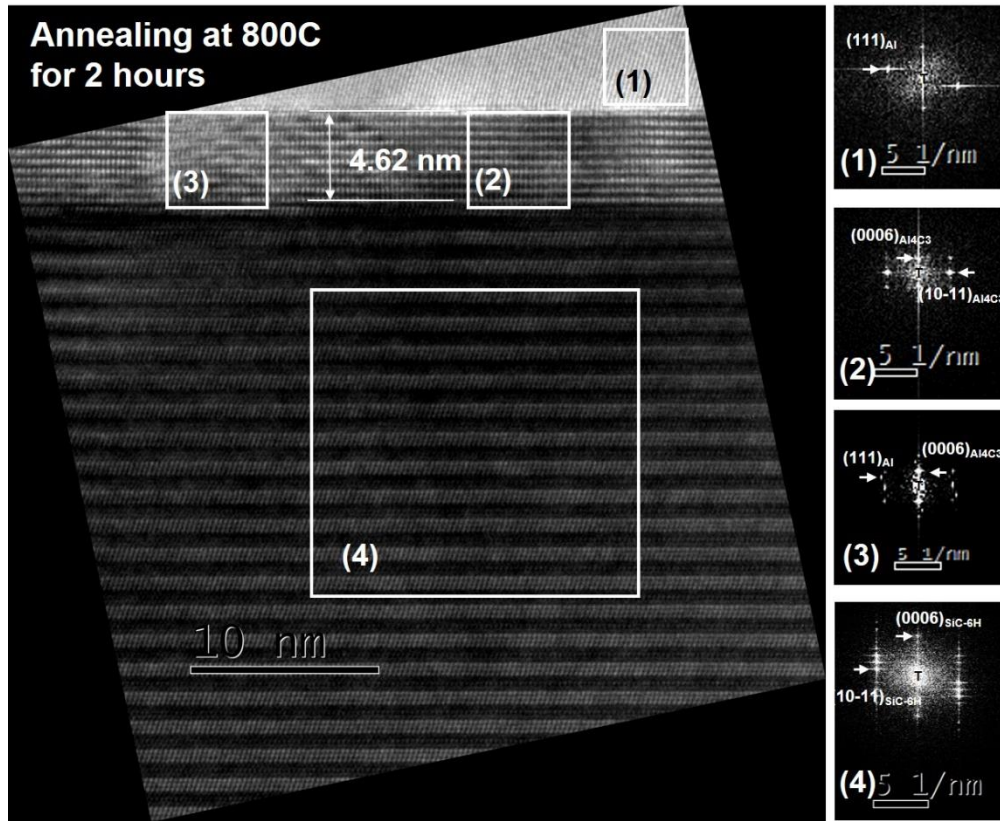 Annealing at 800C
for 2 hours
(1)
(3)
4.62 nm
(2)
(4)
10 nm
(111)Al
T
(1)
5 1/nm
(0006)Al4C3
T
(10-11)Al4C3
(2)
5 1/nm
(111)Al
(0006)Al4C3
T
(3)
5 1/nm
(0006)SiC-6H
T
10-11)SiC-6H
(4)
5 1/nm